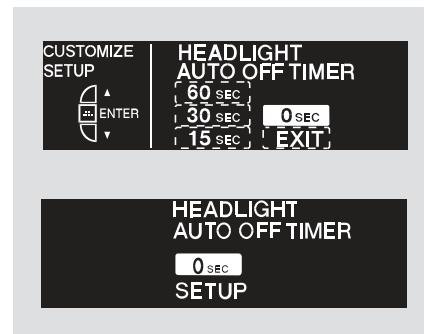 CUSTOMIZE
SETUP
▲
ENTER
▼
HEADLIGHT
AUTO OFF TIMER
60 SEC
30 SEC 0 SEC
15 SEC EXIT
HEADLIGHT
AUTO OFF TIMER
0 SEC
SETUP